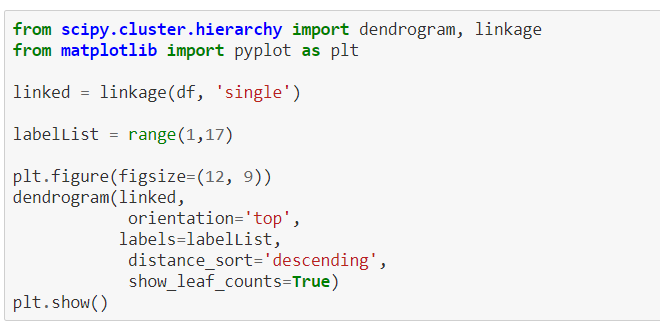 from scipy.cluster.hierarchy import dendrogram, linkage
from matplotlib import pyplot as plt

linked = linkage(df, 'single')

labelList = range(1,17)

plt.figure(figsize=(12, 9))
dendrogram(linked,
            orientation='top',
           labels=labelList,
            distance_sort='descending',
            show_leaf_counts=True)
plt.show()